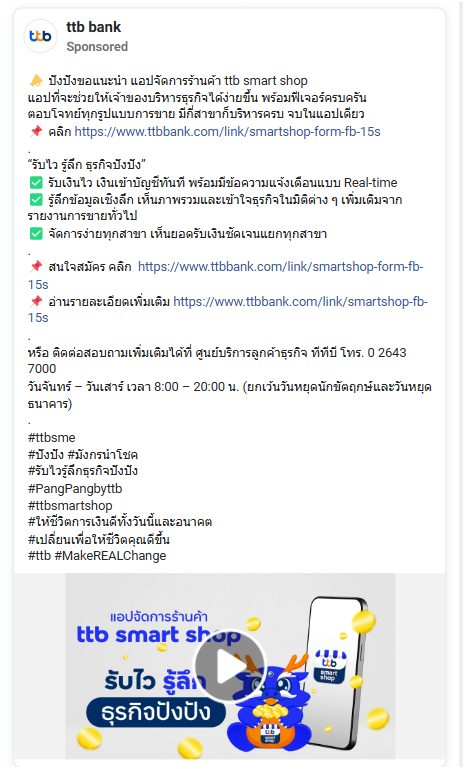 ttb
ttb bank
Sponsored
📣 ปังปังขอแนะนำ แอปจัดการร้านค้า ttb smart shop
แอปที่จะช่วยให้เจ้าของบริหารธุรกิจได้ง่ายขึ้น พร้อมฟีเจอร์ครบครัน
ตอบโจทย์ทุกรูปแบบการขาย มีกี่สาขาก็บริหารครบ จบในแอปเดียว
📌 คลิก https://www.ttbbank.com/link/smartshop-form-fb-15s
.
“รับไว รู้ลึก ธุรกิจปังปัง”
✅ รับเงินไว เงินเข้าบัญชีทันที พร้อมมีข้อความแจ้งเตือนแบบ Real-time
✅ รู้ลึกข้อมูลเชิงลึก เห็นภาพรวมและเข้าใจธุรกิจในมิติต่าง ๆ เพิ่มเติมจาก
รายงานการขายทั่วไป
✅ จัดการง่ายทุกสาขา เห็นยอดรับเงินชัดเจนแยกทุกสาขา
.
📌 สนใจสมัคร คลิก https://www.ttbbank.com/link/smartshop-form-fb-
15s
📌 อ่านรายละเอียดเพิ่มเติม https://www.ttbbank.com/link/smartshop-fb-
15s
.
หรือ ติดต่อสอบถามเพิ่มเติมได้ที่ ศูนย์บริการลูกค้าธุรกิจ ทีทีบี โทร. 0 2643
7000
วันจันทร์ – วันเสาร์ เวลา 8:00 – 20:00 น. (ยกเว้นวันหยุดนักขัตฤกษ์และวันหยุด
ธนาคาร)
.
#ttbsme
#ปังปัง #มังกรนำโชค
#รับไวรู้ลึกธุรกิจปังปัง
#PangPangbyttb
#ttbsmartshop
#ให้ชีวิตการเงินดีทั้งวันนี้และอนาคต
#เปลี่ยนเพื่อให้ชีวิตคุณดีขึ้น
#ttb #MakeREALChange
แอปจัดการร้านค้า
ttb smart shop
รับไว รู้ลึก
ธุรกิจปังปัง
ttb
smart
shop
ttb